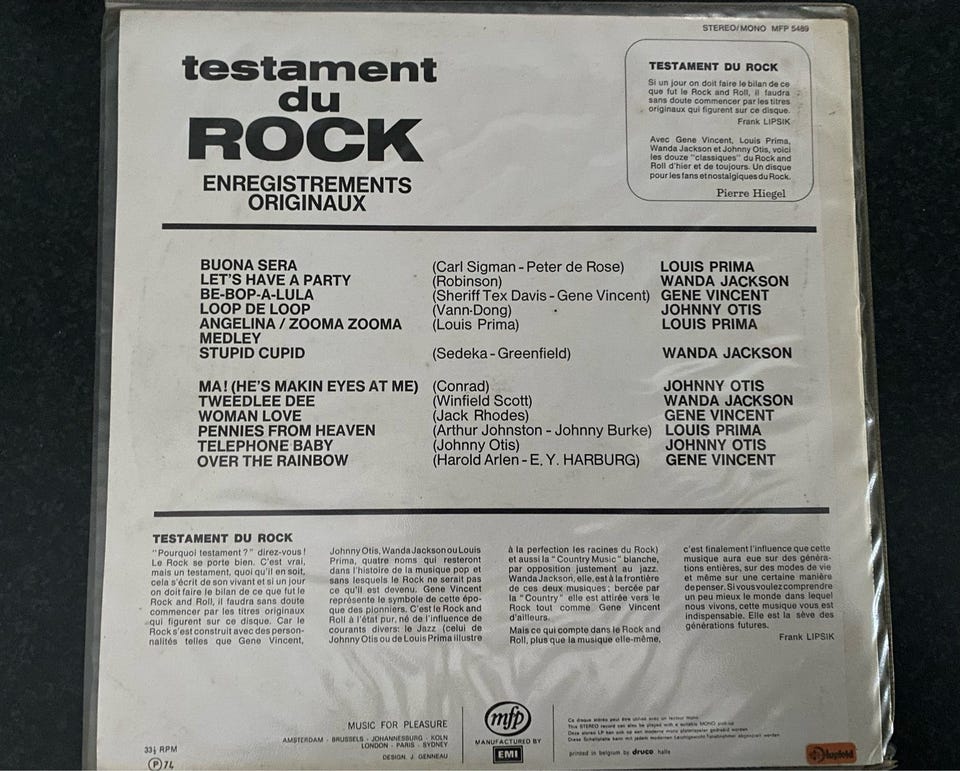 STEREO/MONO MFP 5489
testament
du
ROCK
ENREGISTREMENTS
ORIGINAUX
TESTAMENT DU ROCK
Si un jour on doit faire le bilan de ce
que fut le Rock and Roll, il faudra
sans doute commencer par les titres
originaux qui figurent sur ce disque.
Frank LIPSIK
Avec Gene Vincent, Louis Prima,
Wanda Jackson et Johnny Otis, voici
les douze "classiques" du Rock and
Roll d'hier et de toujours. Un disque
pour les fans et nostalgiques du Rock.
Pierre Hiegel
BUONA SERA (Carl Sigman - Peter de Rose) LOUIS PRIMA
LET'S HAVE A PARTY (Robinson) WANDA JACKSON
BE-BOP-A-LULA (Sheriff Tex Davis - Gene Vincent) GENE VINCENT
LOOP DE LOOP (Vann-Dong) JOHNNY OTIS
ANGELINA / ZOOMA ZOOMA (Louis Prima) LOUIS PRIMA
MEDLEY
STUPID CUPID (Sedeka - Greenfield) WANDA JACKSON
MA! (HE'S MAKIN EYES AT ME) (Conrad) JOHNNY OTIS
TWEEDLEE DEE (Winfield Scott) WANDA JACKSON
WOMAN LOVE (Jack Rhodes) GENE VINCENT
PENNIES FROM HEAVEN (Arthur Johnston - Johnny Burke) LOUIS PRIMA
TELEPHONE BABY (Johnny Otis) JOHNNY OTIS
OVER THE RAINBOW (Harold Arlen - E. Y. HARBURG) GENE VINCENT
TESTAMENT DU ROCK
"Pourquoi testament?" direz-vous!
Le Rock se porte bien. C'est vrai,
mais un testament, quoi qu'il en soit,
cela s'écrit de son vivant et si un jour
on doit faire le bilan de ce que fut le
Rock and Roll, il faudra sans doute
commencer par les titres originaux
qui figurent sur ce disque. Car le
Rock s'est construit avec des person-
nalités telles que Gene Vincent,
Johnny Otis, Wanda Jackson ou Louis
Prima, quatre noms qui resteront
dans l'histoire de la musique pop et
sans lesquels le Rock ne serait pas
ce qu'il est devenu. Gene Vincent
représente le symbole de cette épo-
que des pionniers. C'est le Rock and
Roll à l'état pur, né de l'influence de
courants divers: le Jazz (celui de
Johnny Otis ou de Louis Prima illustre
à la perfection les racines du Rock)
et aussi la "Country Music" blanche,
par opposition justement au jazz.
Wanda Jackson, elle, est à la frontière
de ces deux musiques; bercée par
la "Country" elle est attirée vers le
Rock tout comme Gene Vincent
d'ailleurs.
Mais ce qui compte dans le Rock and
Roll, plus que la musique elle-même,
c'est finalement l'influence que cette
musique aura eue sur des généra-
tions entières, sur des modes de vie
et même sur une certaine manière
de penser. Si vous voulez comprendre
un peu mieux le monde dans lequel
nous vivons, cette musique vous est
indispensable. Elle est la sève des
générations futures.
Frank LIPSIK
33⅓ RPM
Ⓟ 74
MUSIC FOR PLEASURE
AMSTERDAM - BRUSSELS - JOHANNESBURG - KOLN
LONDON - PARIS - SYDNEY
DESIGN. J. GENNEAU
mfp
MANUFACTURED BY
EMI
Ce disque stéréo peut être utilisé avec un lecteur mono
This STEREO record can also be played with a suitable MONO pick-up
printed in belgium by druco halle